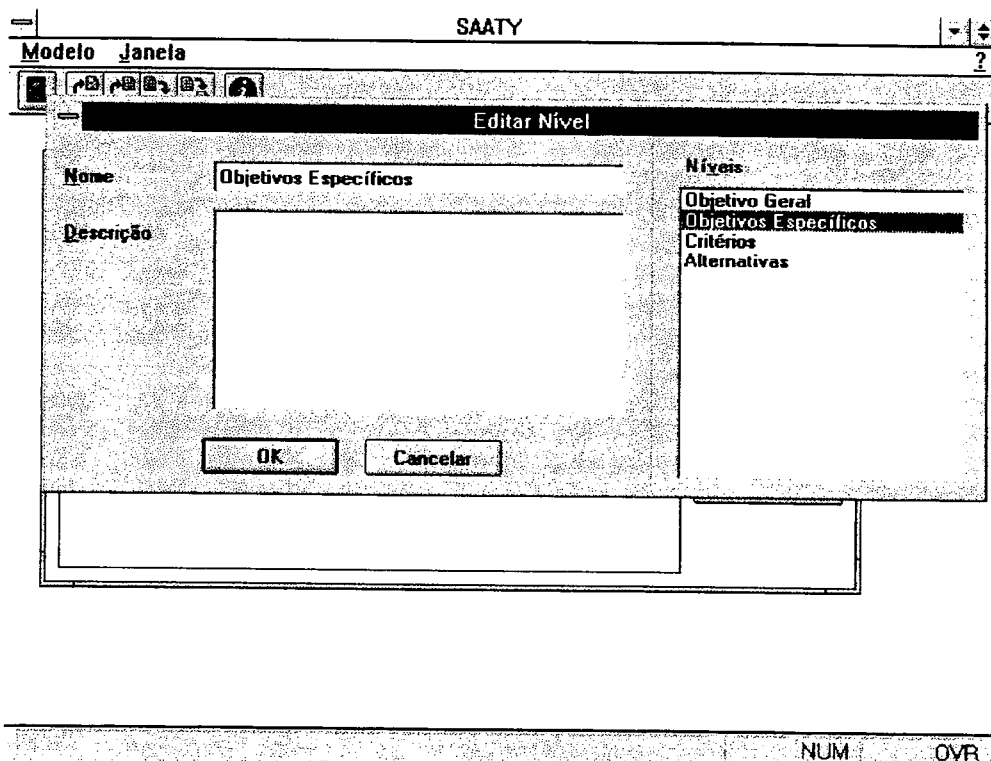 SAATY
Modelo Janela ?
Editar Nível
Nome
Objetivos Específicos
Descrição
OK
Cancelar
Níveis
Objetivo Geral
Objetivos Específicos
Critérios
Alternativas
NUM OVR